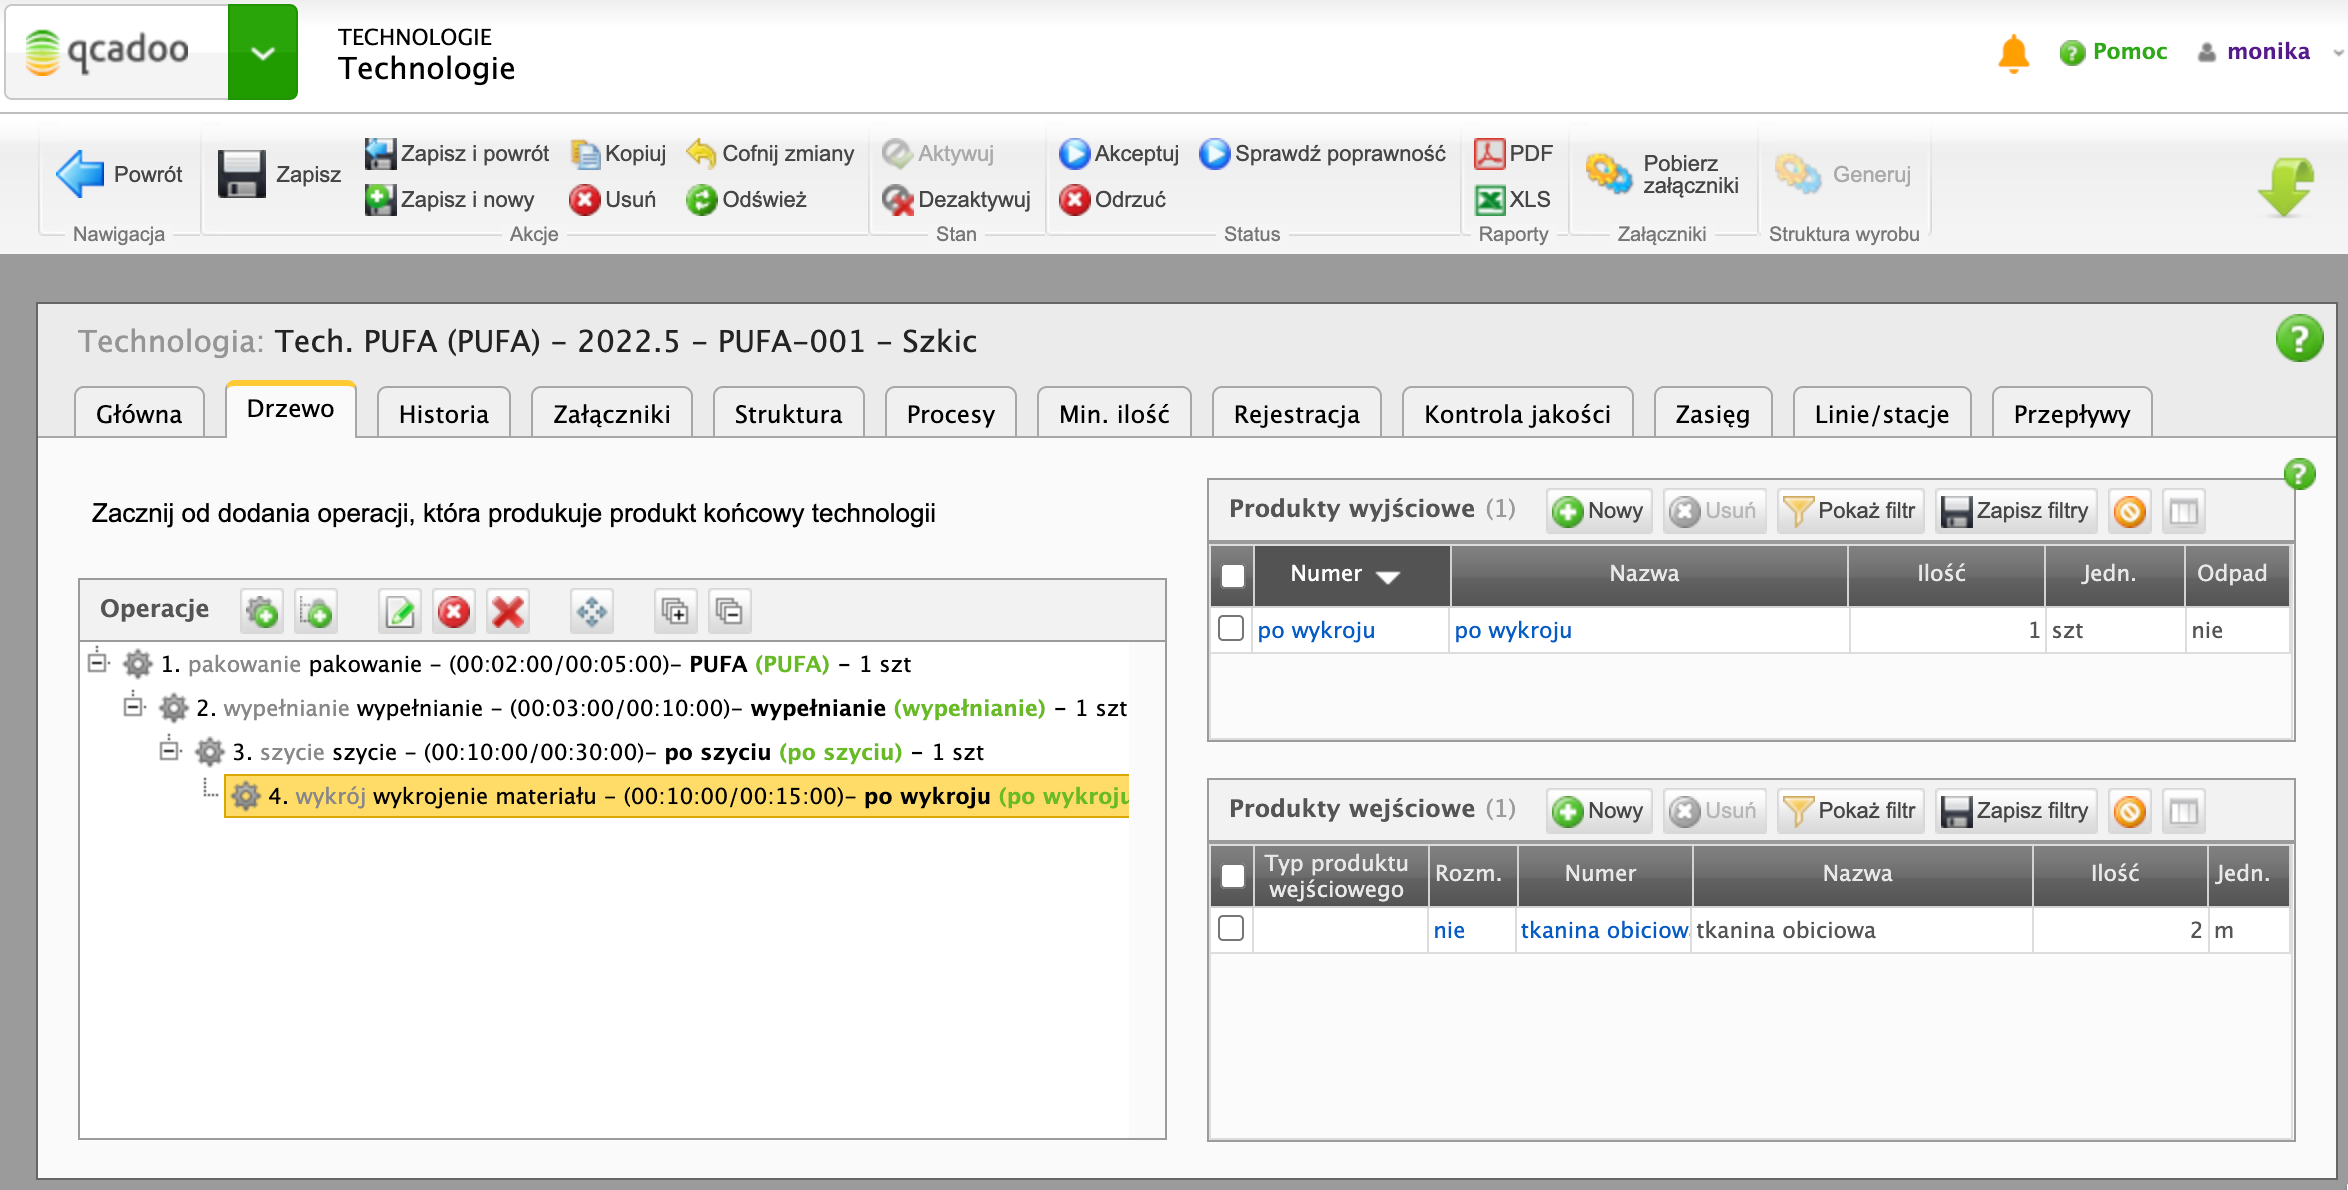 qcadoo
TECHNOLOGIE
Technologie
Pomoc
monika
Powrót
Nawigacja
Zapisz
Zapisz i powrót
Kopiuj
Cofnij zmiany
Zapisz i nowy
Usuń
Odśwież
Akcje
Aktywuj
Dezaktywuj
Stan
Akceptuj
Sprawdź poprawność
Odrzuć
Status
PDF
XLS
Raporty
Pobierz
załączniki
Załączniki
Generuj
Struktura wyrobu
Technologia: Tech. PUFA (PUFA) - 2022.5 - PUFA-001 - Szkic
Główna
Drzewo
Historia
Załączniki
Struktura
Procesy
Min. ilość
Rejestracja
Kontrola jakości
Zasięg
Linie/stacje
Przepływy
Zacznij od dodania operacji, która produkuje produkt końcowy technologii
Operacje
1. pakowanie pakowanie - (00:02:00/00:05:00)- PUFA (PUFA) - 1 szt
2. wypełnianie wypełnianie - (00:03:00/00:10:00)- wypełnianie (wypełnianie) - 1 szt
3. szycie szycie - (00:10:00/00:30:00)- po szyciu (po szyciu) - 1 szt
4. wykrój wykrojenie materiału - (00:10:00/00:15:00)- po wykroju (po wykroju
Produkty wyjściowe (1)
Nowy
Usuń
Pokaż filtr
Zapisz filtry
Numer
Nazwa
Ilość
Jedn.
Odpad
po wykroju
po wykroju
1
szt
nie
Produkty wejściowe (1)
Nowy
Usuń
Pokaż filtr
Zapisz filtry
Typ produktu
wejściowego
Rozm.
Numer
Nazwa
Ilość
Jedn.
nie
tkanina obiciow
tkanina obiciowa
2
m